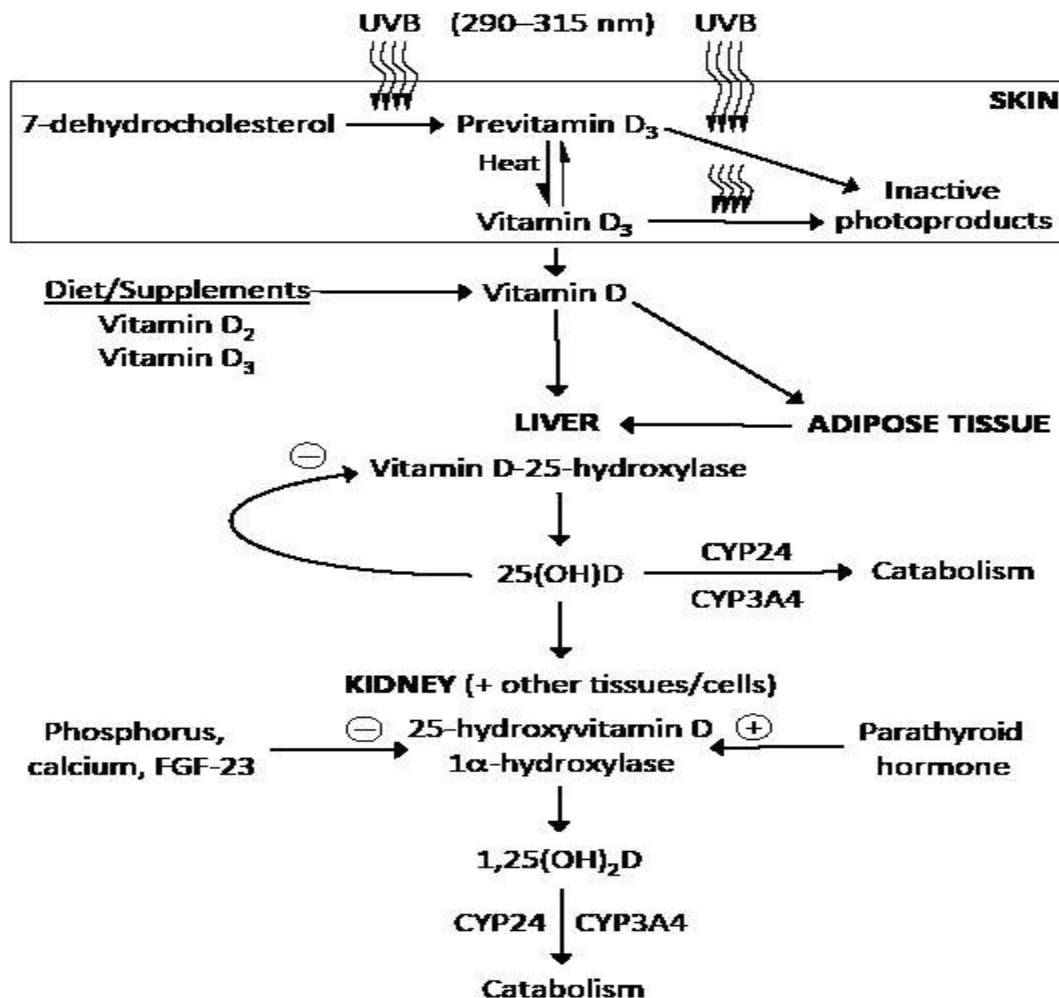 UVB (290–315 nm) UVB
SKIN
7-dehydrocholesterol Previtamin D₃
Heat
Inactive
photoproducts
Vitamin D₃
Diet/Supplements Vitamin D
Vitamin D₂
Vitamin D₃
LIVER ADIPOSE TISSUE
− Vitamin D-25-hydroxylase
25(OH)D CYP24 Catabolism
CYP3A4
KIDNEY (+ other tissues/cells)
Phosphorus, − 25-hydroxyvitamin D + Parathyroid
calcium, FGF-23 1α-hydroxylase hormone
1,25(OH)₂D
CYP24 CYP3A4
Catabolism